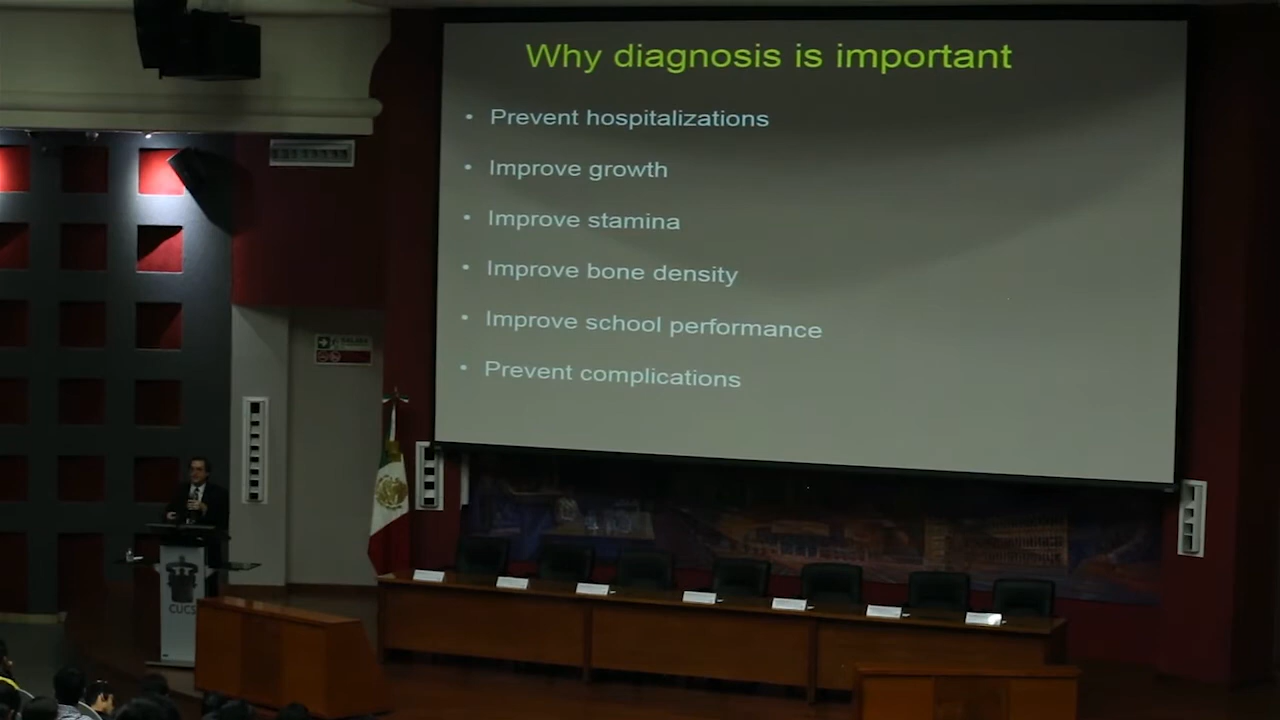 Why diagnosis is important
• Prevent hospitalizations
• Improve growth
• Improve stamina
• Improve bone density
• Improve school performance
• Prevent complications
CUCS